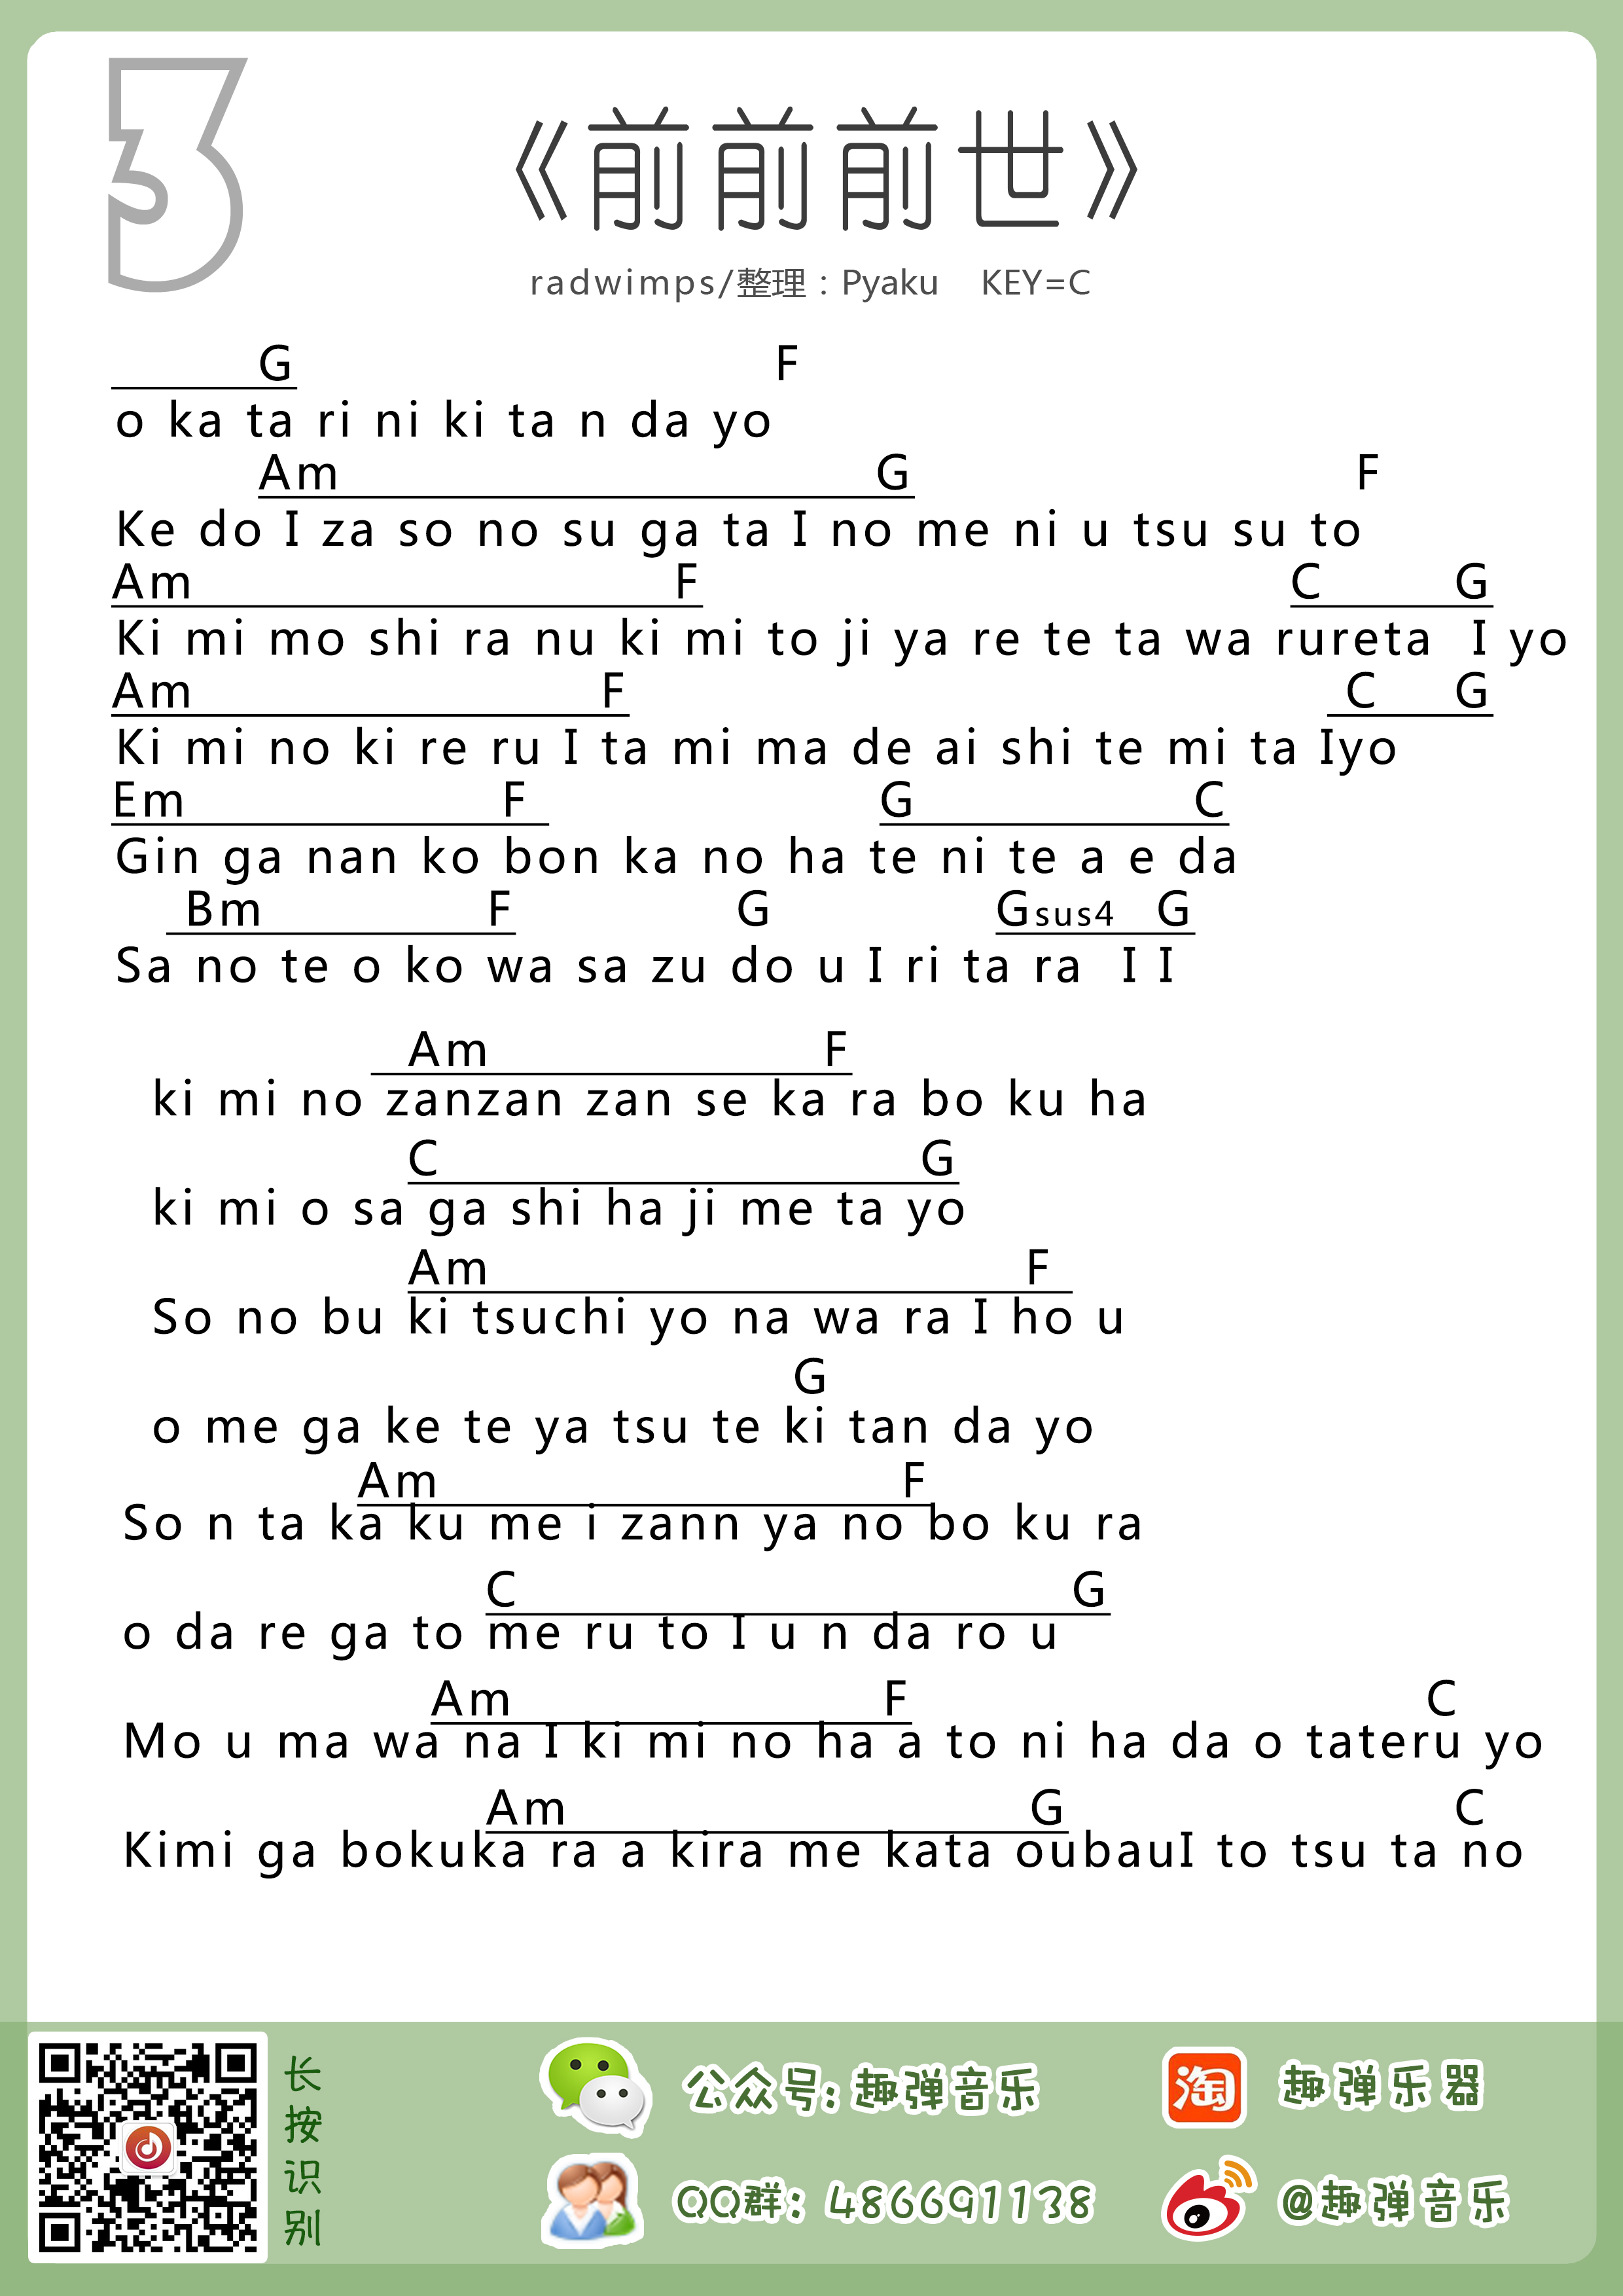 3
《前前前世》
radwimps/整理：Pyaku KEY=C
G F
o ka ta ri ni ki ta n da yo
Am G F
Ke do I za so no su ga ta I no me ni u tsu su to
Am F C G
Ki mi mo shi ra nu ki mi to ji ya re te ta wa rureta I yo
Am F C G
Ki mi no ki re ru I ta mi ma de ai shi te mi ta Iyo
Em F G C
Gin ga nan ko bon ka no ha te ni te a e da
Bm F G Gsus4 G
Sa no te o ko wa sa zu do u I ri ta ra I I
Am F
ki mi no zanzan zan se ka ra bo ku ha
C G
ki mi o sa ga shi ha ji me ta yo
Am F
So no bu ki tsuchi yo na wa ra I ho u
G
o me ga ke te ya tsu te ki tan da yo
Am F
So n ta ka ku me i zann ya no bo ku ra
C G
o da re ga to me ru to I u n da ro u
Am F C
Mo u ma wa na I ki mi no ha a to ni ha da o tateru yo
Am G C
Kimi ga bokuka ra a kira me kata oubauI to tsu ta no
长按识别
公众号: 趣弹音乐
淘 趣弹乐器
QQ群: 486691138
@趣弹音乐